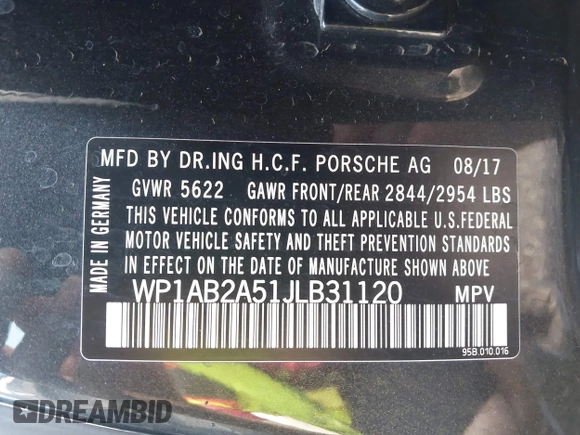 MFD BY DR.ING H.C.F. PORSCHE AG 08/17
GVWR 5622 GAWR FRONT/REAR 2844/2954 LBS
THIS VEHICLE CONFORMS TO ALL APPLICABLE U.S.FEDERAL
MOTOR VEHICLE SAFETY AND THEFT PREVENTION STANDARDS
IN EFFECT ON THE DATE OF MANUFACTURE SHOWN ABOVE
WP1AB2A51JLB31120 MPV
95B.010.016
MADE IN GERMANY
DREAMBID